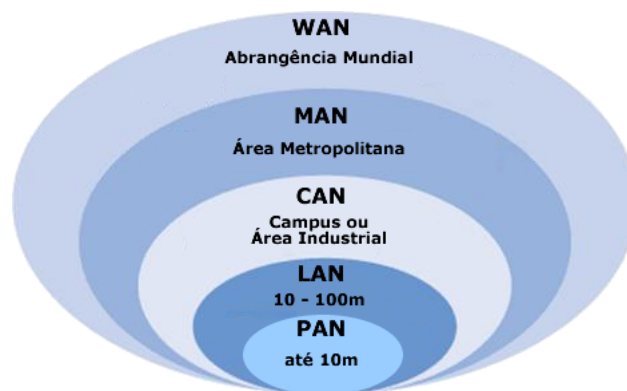 WAN
Abrangência Mundial
MAN
Área Metropolitana
CAN
Campus ou
Área Industrial
LAN
10 - 100m
PAN
até 10m